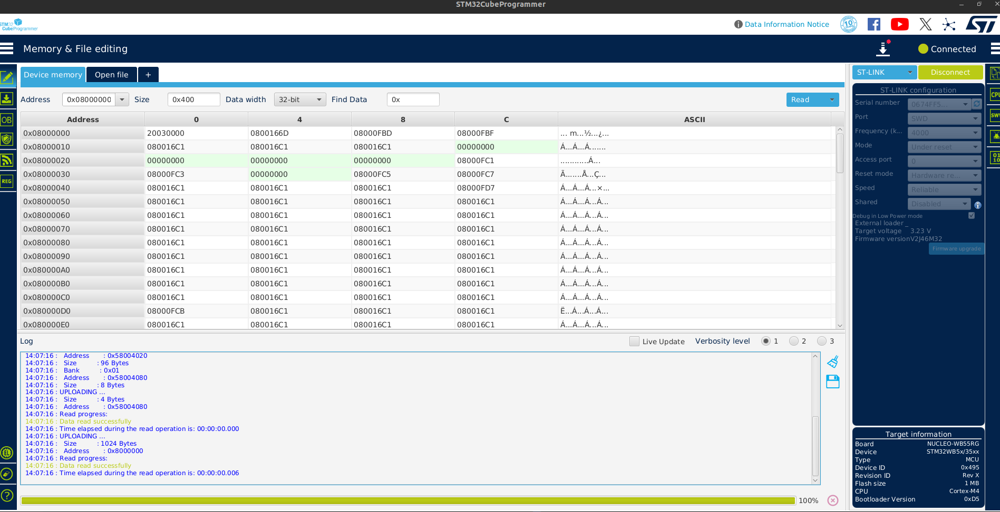 STM32CubeProgrammer
STM32
CubeProgrammer
Data Information Notice
10
ST
Memory & File editing
Connected
Device memory
Open file
+
ST-LINK
Disconnect
Address
0x08000000
Size
0x400
Data width
32-bit
Find Data
0x
Read
Address 0 4 8 C ASCII
0x08000000 20030000 0800166D 08000FBD 08000FBF ... m...½...¿...
0x08000010 080016C1 080016C1 080016C1 00000000 Á...Á...Á.......
0x08000020 00000000 00000000 00000000 08000FC1 ............Á...
0x08000030 08000FC3 00000000 08000FC5 08000FC7 Ã.......Å...Ç...
0x08000040 080016C1 080016C1 080016C1 08000FD7 Á...Á...Á...×...
0x08000050 080016C1 080016C1 080016C1 080016C1 Á...Á...Á...Á...
0x08000060 080016C1 080016C1 080016C1 080016C1 Á...Á...Á...Á...
0x08000070 080016C1 080016C1 080016C1 080016C1 Á...Á...Á...Á...
0x08000080 080016C1 080016C1 080016C1 080016C1 Á...Á...Á...Á...
0x08000090 080016C1 080016C1 080016C1 080016C1 Á...Á...Á...Á...
0x080000A0 080016C1 080016C1 080016C1 080016C1 Á...Á...Á...Á...
0x080000B0 080016C1 080016C1 080016C1 080016C1 Á...Á...Á...Á...
0x080000C0 080016C1 080016C1 080016C1 080016C1 Á...Á...Á...Á...
0x080000D0 08000FCB 080016C1 080016C1 080016C1 Ë...Á...Á...Á...
0x080000E0 080016C1 080016C1 080016C1 080016C1 Á...Á...Á...Á...
Log
Live Update
Verbosity level
1
2
3
14:07:16 : Address : 0x58004020
14:07:16 : Size : 96 Bytes
14:07:16 : Bank : 0x01
14:07:16 : Address : 0x58004080
14:07:16 : Size : 8 Bytes
14:07:16 : UPLOADING ...
14:07:16 : Size : 4 Bytes
14:07:16 : Address : 0x58004080
14:07:16 : Read progress:
14:07:16 : Data read successfully
14:07:16 : Time elapsed during the read operation is: 00:00:00.000
14:07:16 : UPLOADING ...
14:07:16 : Size : 1024 Bytes
14:07:16 : Address : 0x8000000
14:07:16 : Read progress:
14:07:16 : Data read successfully
14:07:16 : Time elapsed during the read operation is: 00:00:00.006
100%
ST-LINK configuration
Serial number 0674FF5...
Port SWD
Frequency (k... 4000
Mode Under reset
Access port 0
Reset mode Hardware re...
Speed Reliable
Shared Disabled
Debug in Low Power mode
External loader _
Target voltage 3.23 V
Firmware version V2J46M32
Firmware upgrade
Target information
Board NUCLEO-WB55RG
Device STM32WB5x/35xx
Type MCU
Device ID 0x495
Revision ID Rev X
Flash size 1 MB
CPU Cortex-M4
Bootloader Version 0xD5
OB
REG
EL
?
CPU
SWV
01
10